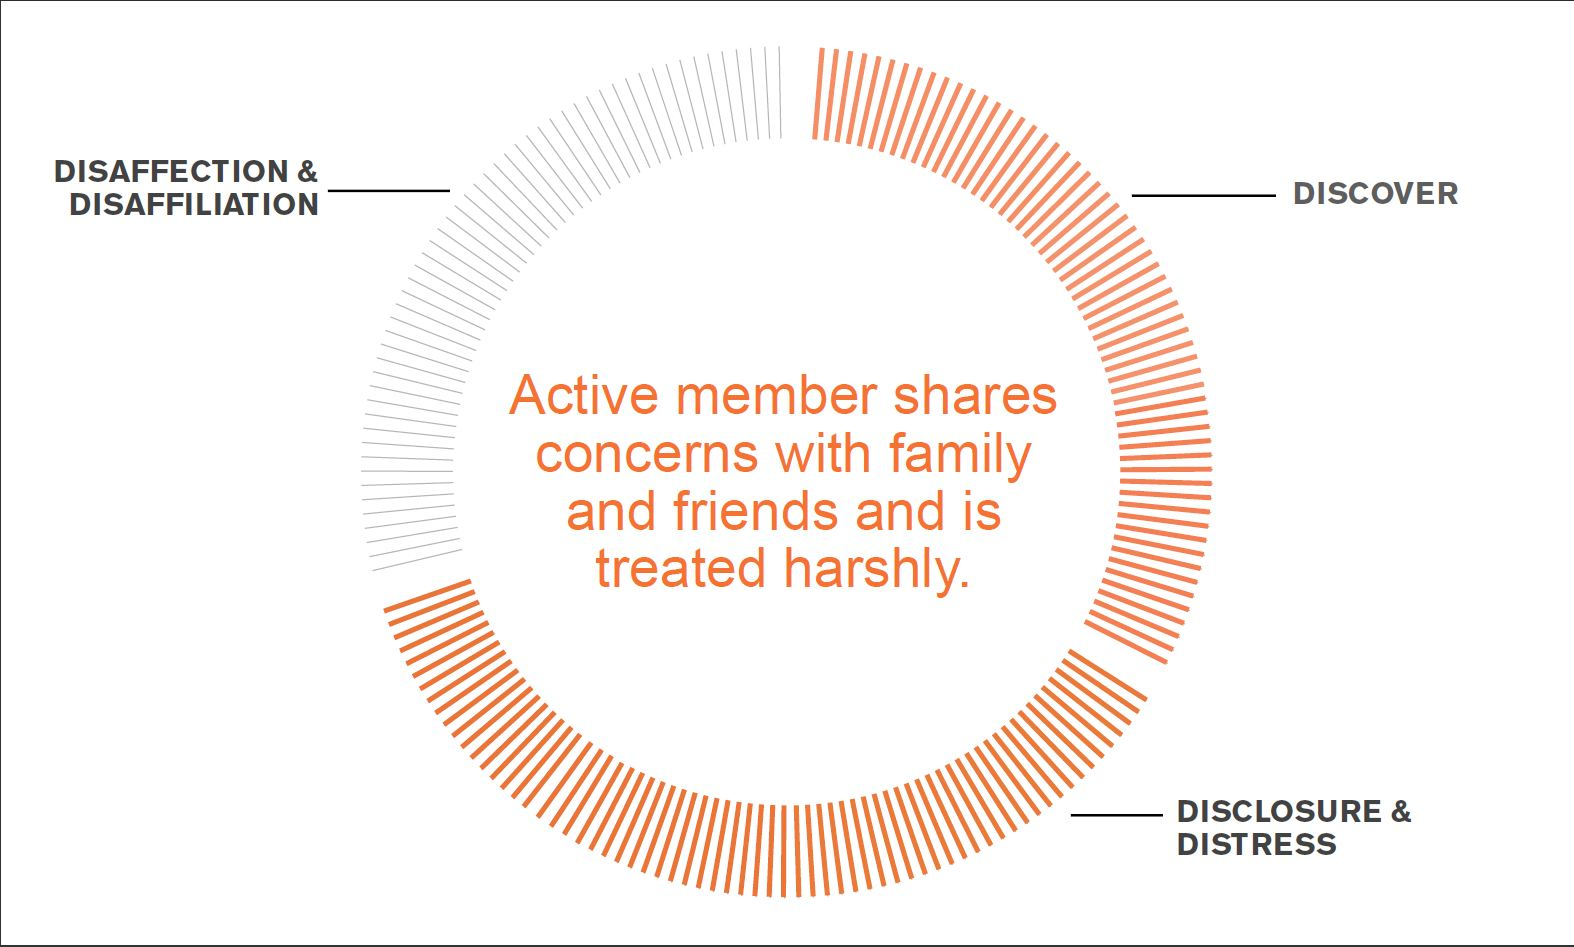 DISAFFECTION &
DISAFFILIATION
DISCOVER
Active member shares
concerns with family
and friends and is
treated harshly.
DISCLOSURE &
DISTRESS